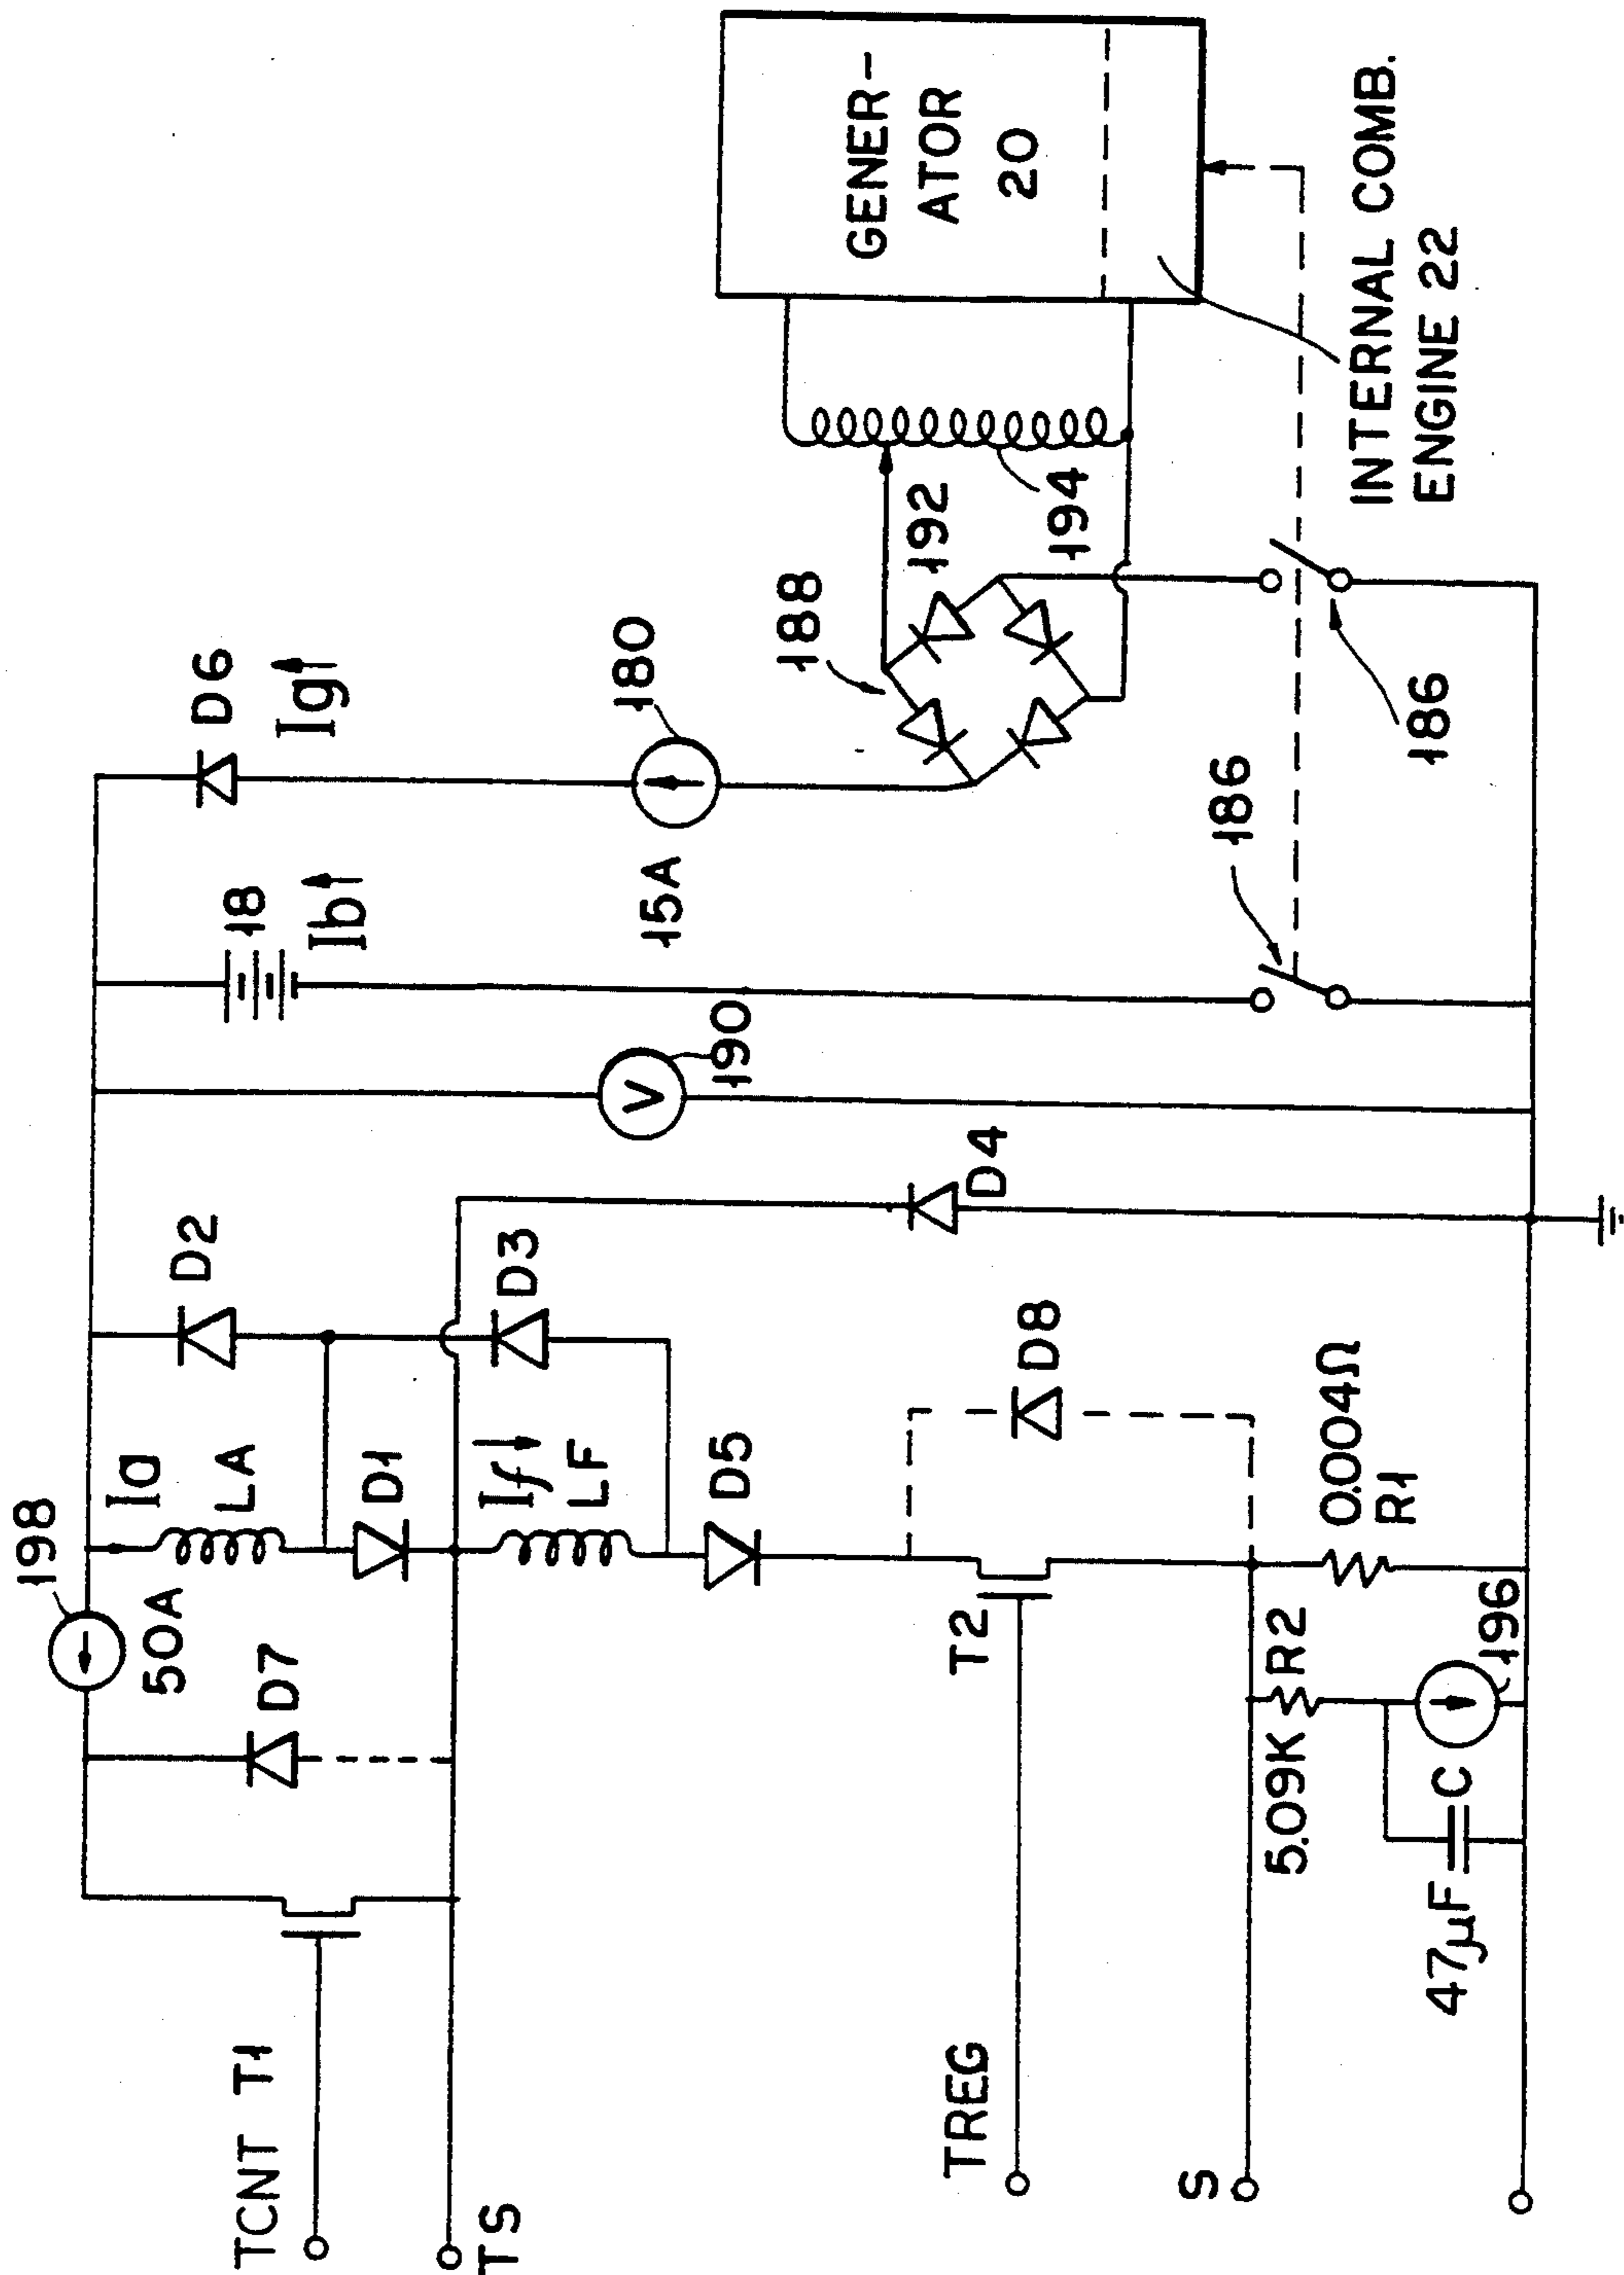 TCNT T1
TS
198
50A
Ia
LA
D7
D1
D2
D3
If
LF
D5
D8
T2
TREG
S
R2
5.09K
0.004Ω
R1
196
C
47μF
D4
V
190
18
Ib
D6
Ig
180
15A
188
192
194
186
186
GENER-
ATOR
20
INTERNAL COMB.
ENGINE 22